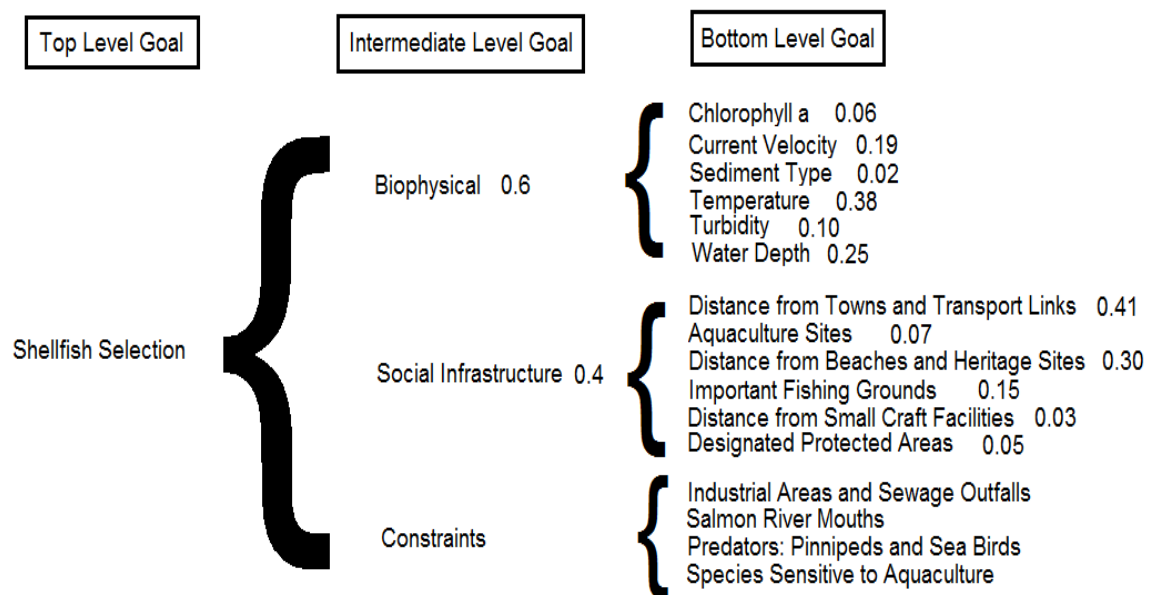 Top Level Goal
Intermediate Level Goal
Bottom Level Goal
Shellfish Selection
Biophysical 0.6
Chlorophyll a 0.06
Current Velocity 0.19
Sediment Type 0.02
Temperature 0.38
Turbidity 0.10
Water Depth 0.25
Social Infrastructure 0.4
Distance from Towns and Transport Links 0.41
Aquaculture Sites 0.07
Distance from Beaches and Heritage Sites 0.30
Important Fishing Grounds 0.15
Distance from Small Craft Facilities 0.03
Designated Protected Areas 0.05
Constraints
Industrial Areas and Sewage Outfalls
Salmon River Mouths
Predators: Pinnipeds and Sea Birds
Species Sensitive to Aquaculture